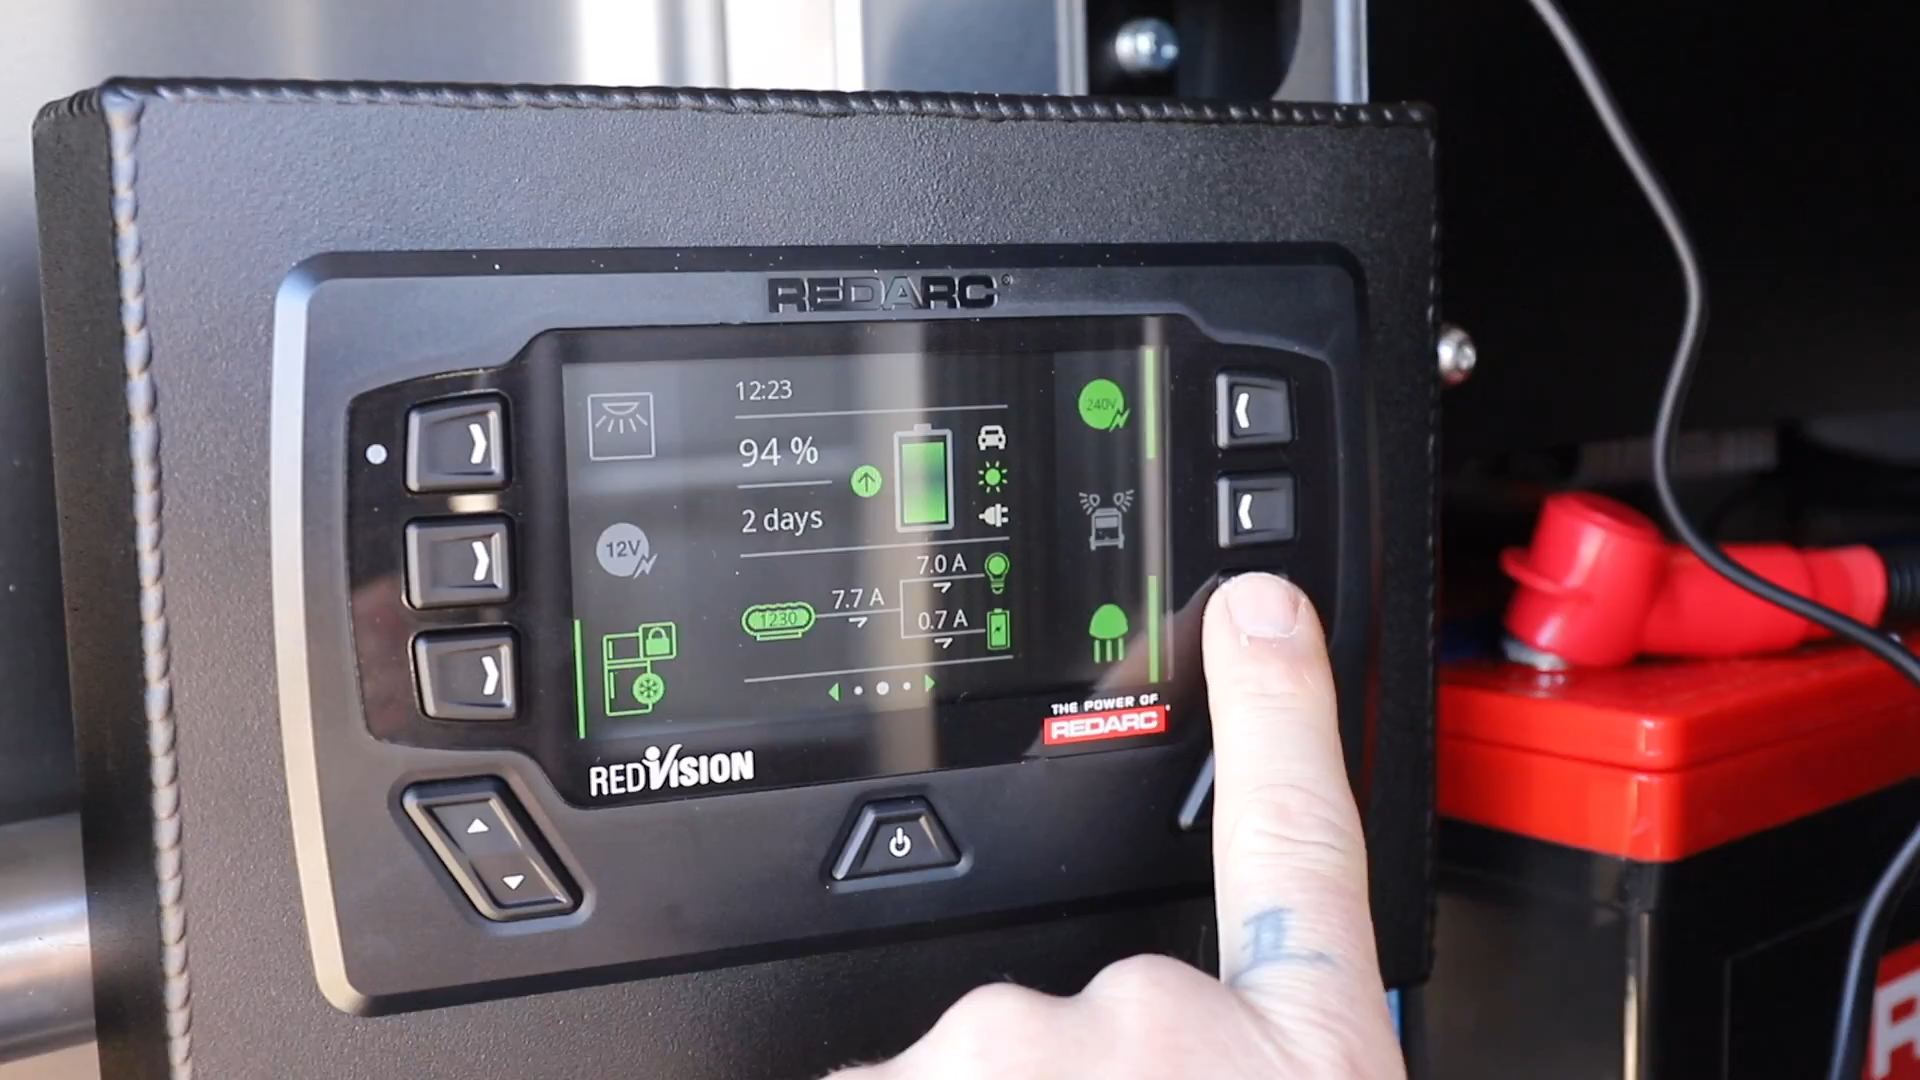 REDARC®
12:23
94 %
2 days
240V
12V
7.0 A
7.7 A
1230
0.7 A
THE POWER OF
REDARC
REDVISION
R